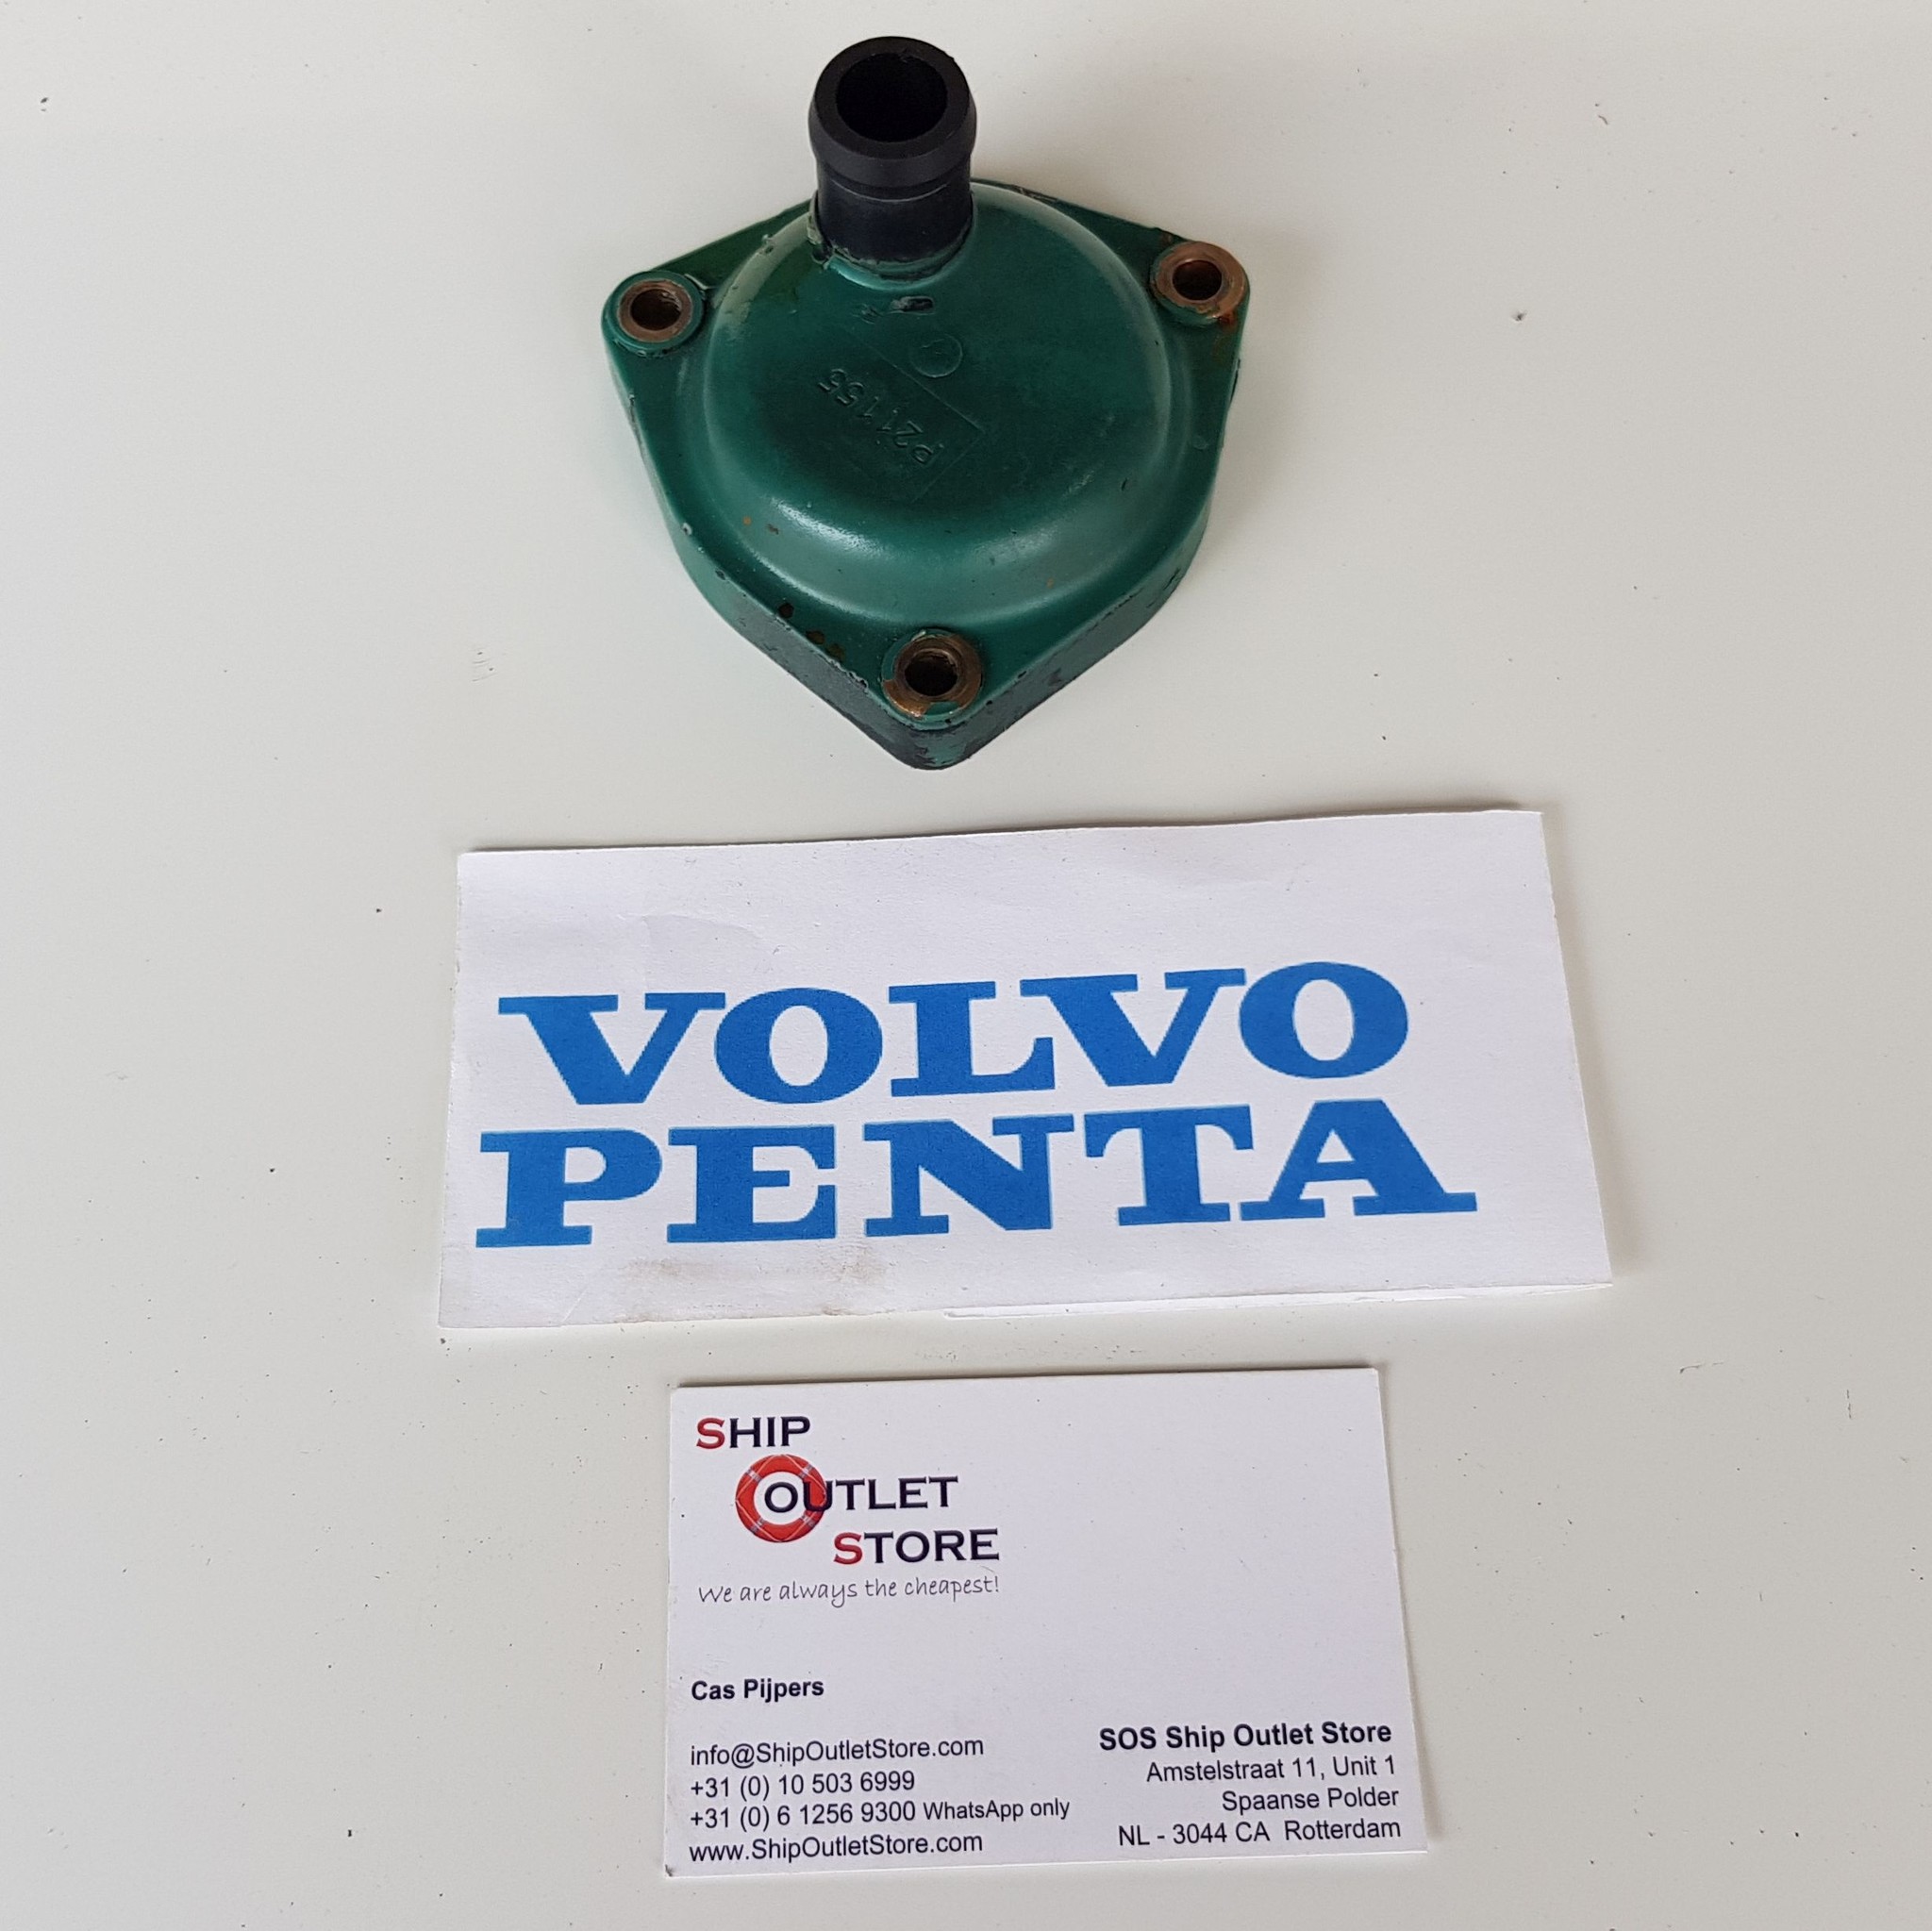 P21155
VOLVO
PENTA
SHIP
OUTLET
STORE
We are always the cheapest!
Cas Pijpers
info@ShipOutletStore.com
+31 (0) 10 503 6999
+31 (0) 6 1256 9300 WhatsApp only
www.ShipOutletStore.com
SOS Ship Outlet Store
Amstelstraat 11, Unit 1
Spaanse Polder
NL - 3044 CA Rotterdam